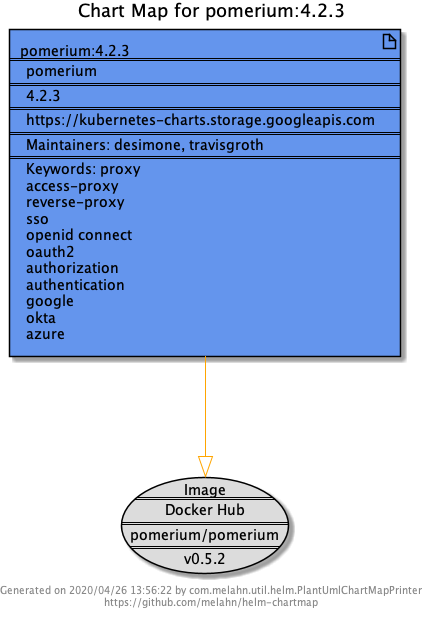 Chart Map for pomerium:4.2.3
pomerium:4.2.3
pomerium
4.2.3
https://kubernetes-charts.storage.googleapis.com
Maintainers: desimone, travisgroth
Keywords: proxy
access-proxy
reverse-proxy
sso
openid connect
oauth2
authorization
authentication
google
okta
azure
Image
Docker Hub
pomerium/pomerium
v0.5.2
Generated on 2020/04/26 13:56:22 by com.melahn.util.helm.PlantUmlChartMapPrinter
https://github.com/melahn/helm-chartmap